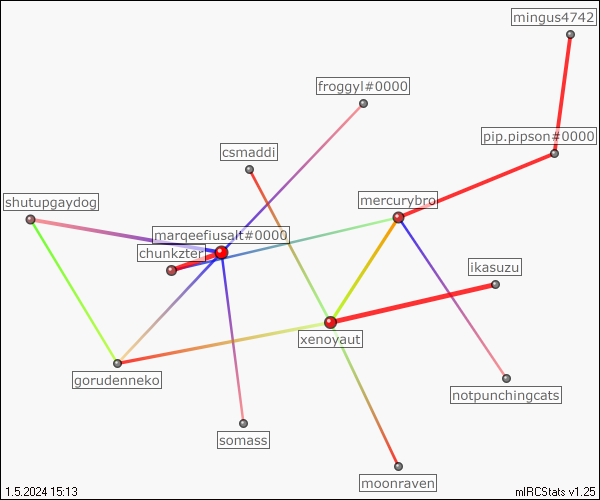 mingus4742
froggyl#0000
pip.pipson#0000
csmaddi
mercurybro
shutupgaydog
marqeefiusalt#0000
chunkzter
ikasuzu
xenoyaut
gorudenneko
notpunchingcats
somass
moonraven
1.5.2024 15:13
mIRCStats v1.25